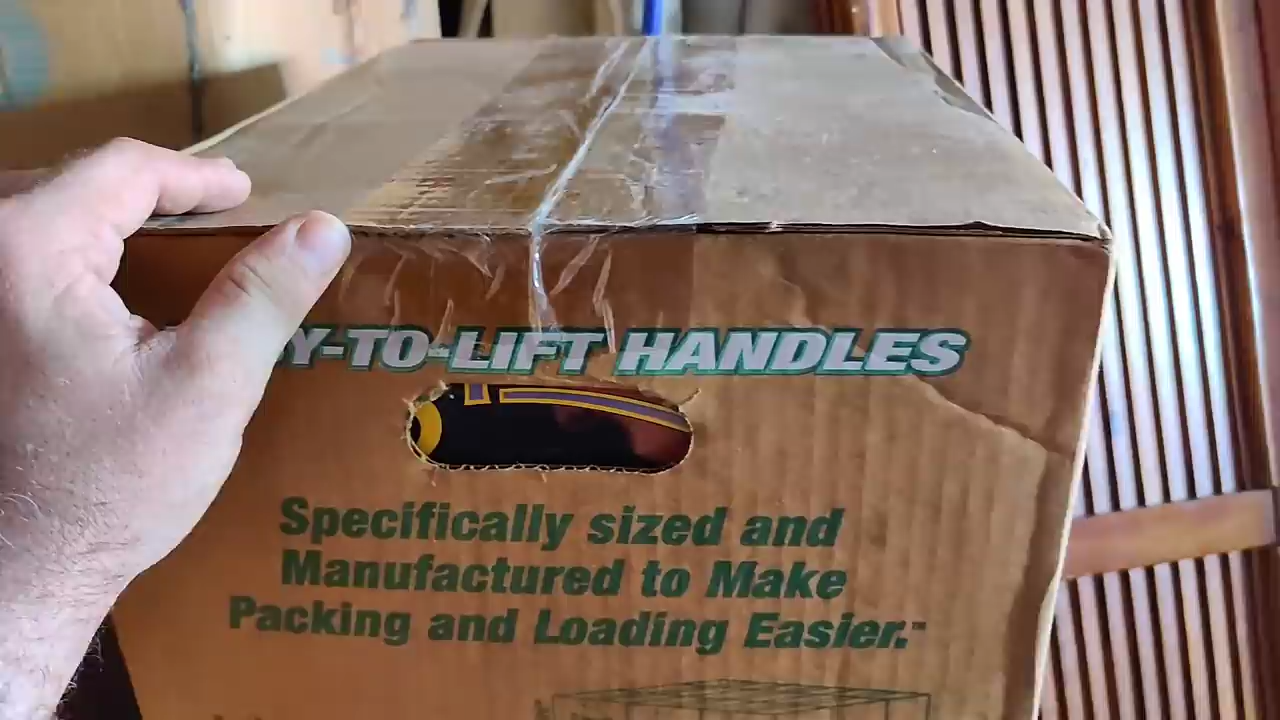 Y-TO-LIFT HANDLES
Specifically sized and
Manufactured to Make
Packing and Loading Easier.™